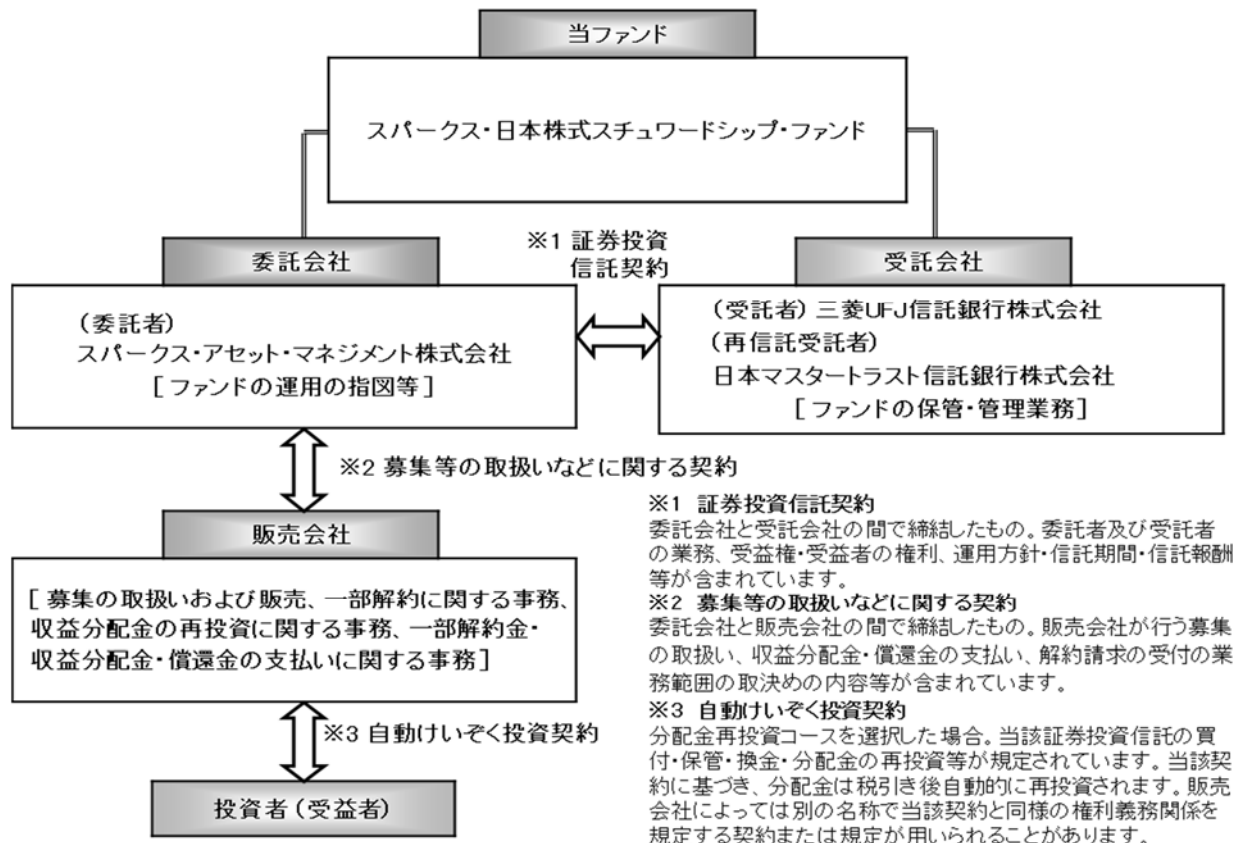 当ファンド
スパークス・日本株式スチュワードシップ・ファンド
委託会社
※1 証券投資
信託契約
受託会社
(委託者)
スパークス・アセット・マネジメント株式会社
[ファンドの運用の指図等]
(受託者) 三菱UFJ信託銀行株式会社
(再信託受託者)
日本マスタートラスト信託銀行株式会社
[ファンドの保管・管理業務]
※2 募集等の取扱いなどに関する契約
販売会社
[ 募集の取扱いおよび販売、一部解約に関する事務、
収益分配金の再投資に関する事務、一部解約金・
収益分配金・償還金の支払いに関する事務]
※3 自動けいぞく投資契約
投資者(受益者)
※1 証券投資信託契約
委託会社と受託会社の間で締結したもの。委託者及び受託者
の業務、受益権・受益者の権利、運用方針・信託期間・信託報酬
等が含まれています。
※2 募集等の取扱いなどに関する契約
委託会社と販売会社の間で締結したもの。販売会社が行う募集
の取扱い、収益分配金・償還金の支払い、解約請求の受付の業
務範囲の取決めの内容等が含まれています。
※3 自動けいぞく投資契約
分配金再投資コースを選択した場合。当該証券投資信託の買
付・保管・換金・分配金の再投資等が規定されています。当該契
約に基づき、分配金は税引き後自動的に再投資されます。販売
会社によっては別の名称で当該契約と同様の権利義務関係を
規定する契約または規定が用いられることがあります。